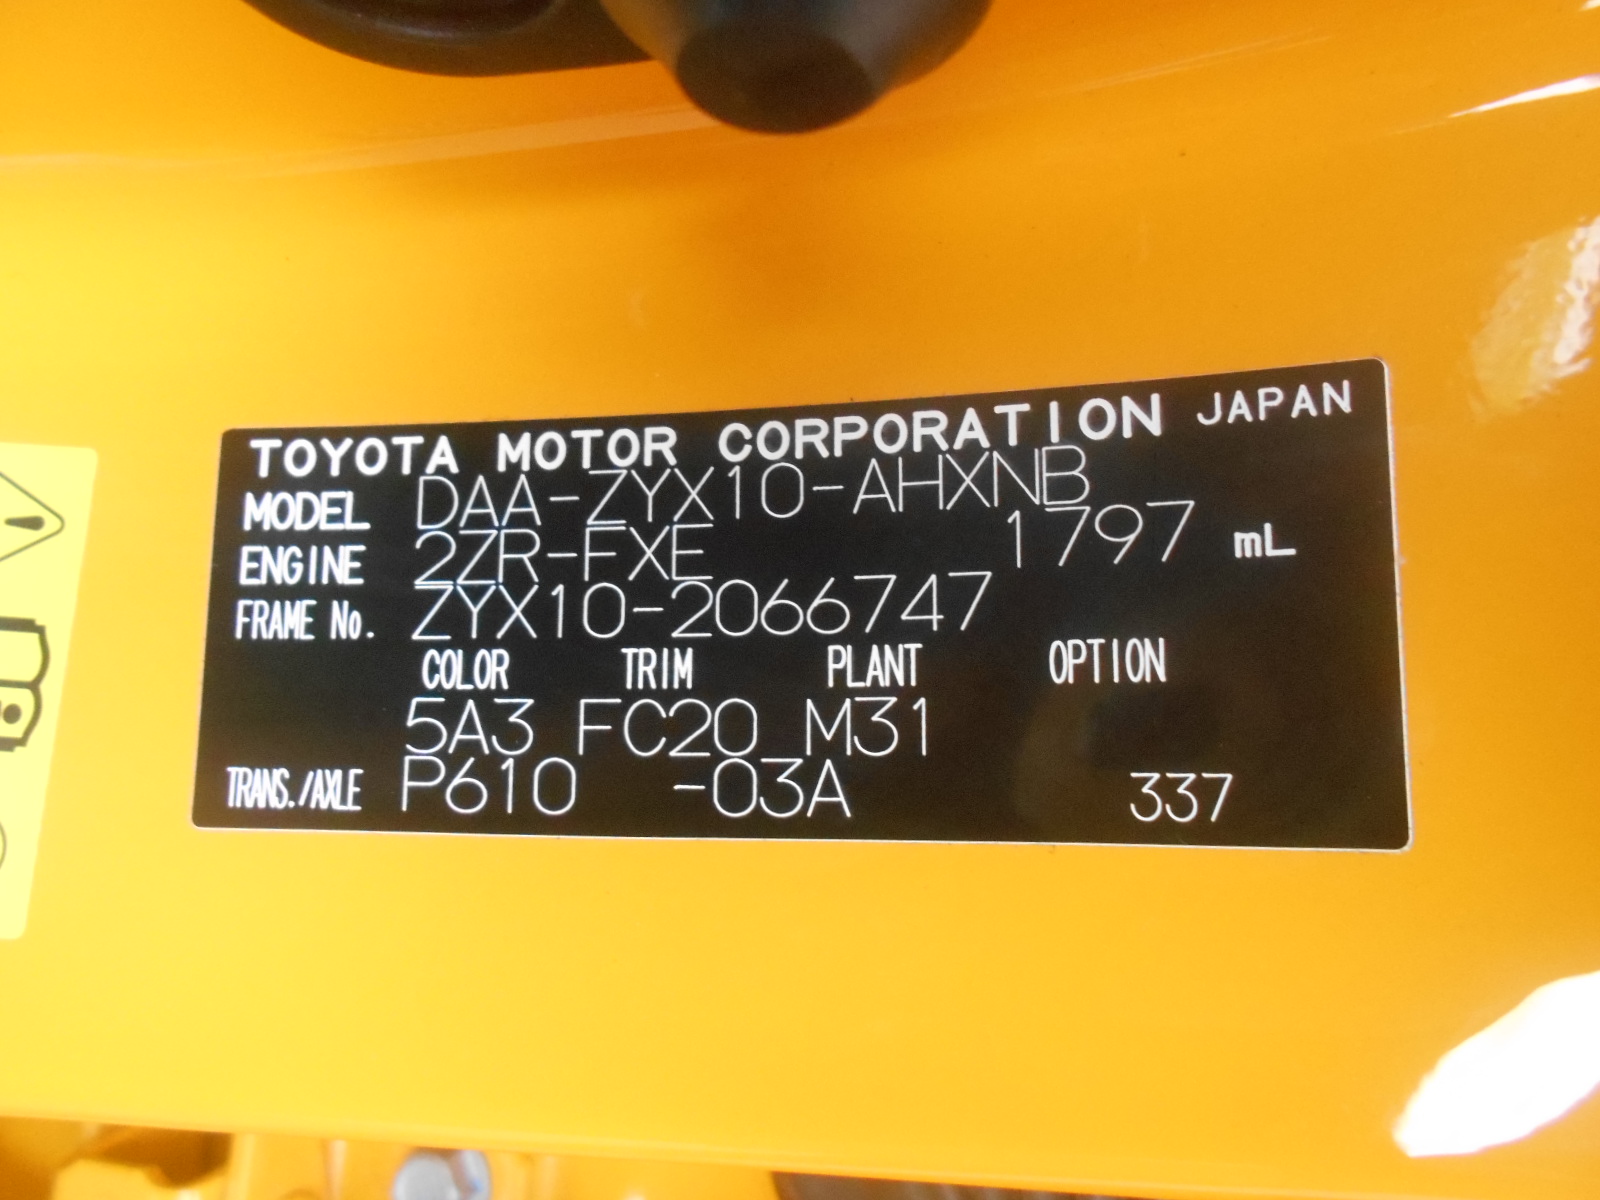 TOYOTA MOTOR CORPORATION JAPAN
MODEL DAA-ZYX10-AHXNB
ENGINE 2ZR-FXE 1797 mL
FRAME No. ZYX10-2066747
COLOR TRIM PLANT OPTION
5A3 FC20 M31
TRANS./AXLE P610 -03A 337